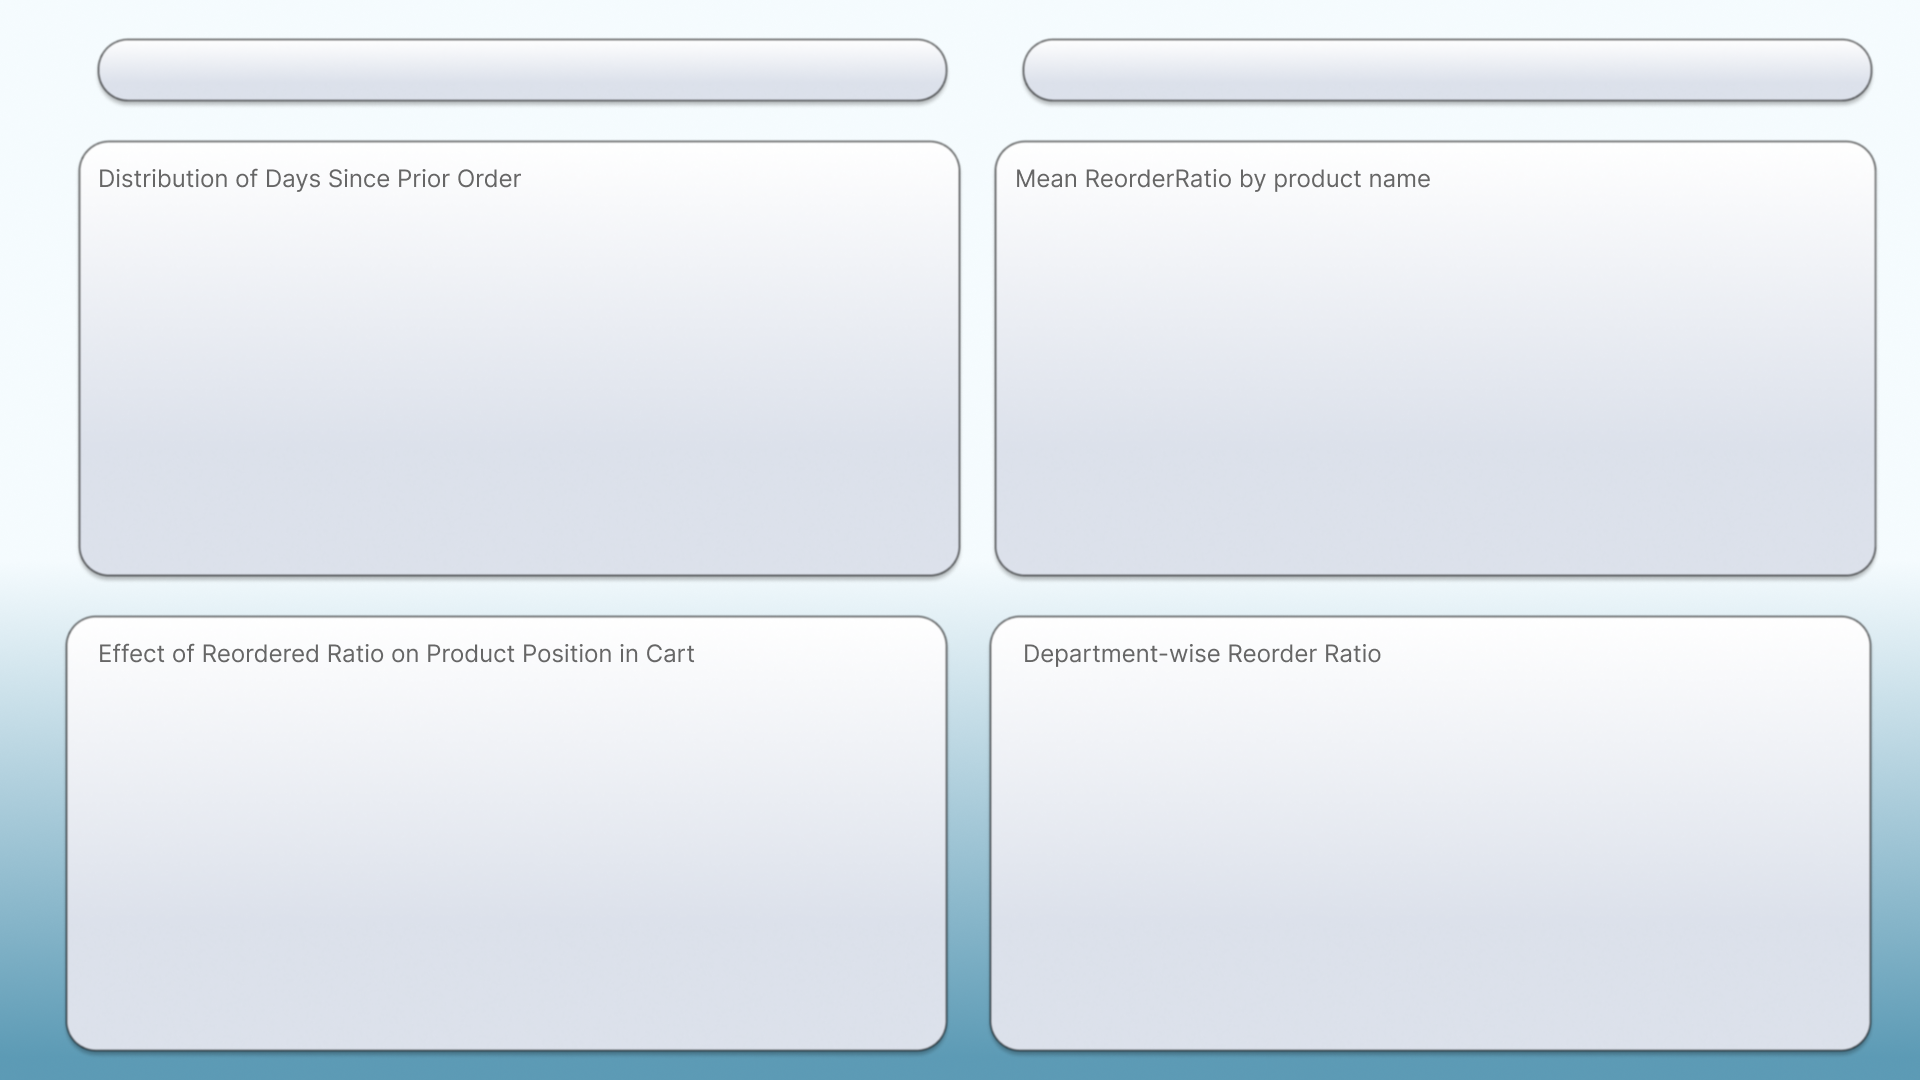 Distribution of Days Since Prior Order
Mean ReorderRatio by product name
Effect of Reordered Ratio on Product Position in Cart
Department-wise Reorder Ratio